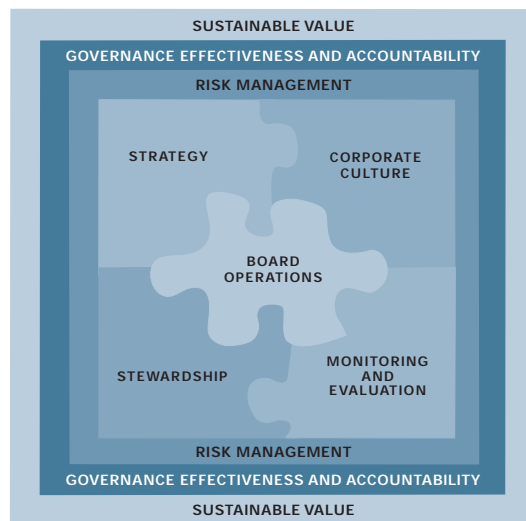 SUSTAINABLE VALUE
GOVERNANCE EFFECTIVENESS AND ACCOUNTABILITY
RISK MANAGEMENT
STRATEGY
CORPORATE
CULTURE
BOARD
OPERATIONS
STEWARDSHIP
MONITORING
AND
EVALUATION
RISK MANAGEMENT
GOVERNANCE EFFECTIVENESS AND ACCOUNTABILITY
SUSTAINABLE VALUE